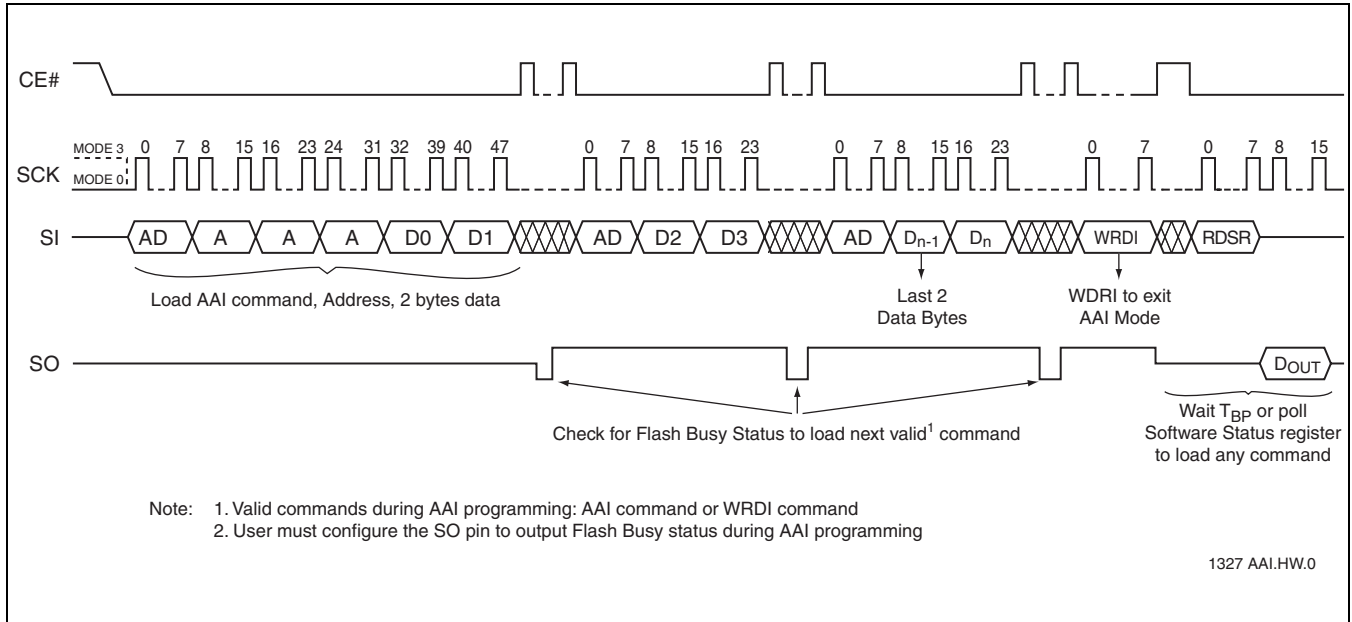 CE#
MODE 3 0 7 8 15 16 23 24 31 32 39 40 47 0 7 8 15 16 23 0 7 8 15 16 23 0 7 0 7 8 15
SCK
MODE 0
SI AD A A A D0 D1 AD D2 D3 AD Dn-1 Dn WRDI RDSR
Load AAI command, Address, 2 bytes data
Last 2
Data Bytes
WDRI to exit
AAI Mode
SO DOUT
Check for Flash Busy Status to load next valid1 command
Wait TBP or poll
Software Status register
to load any command
Note: 1. Valid commands during AAI programming: AAI command or WRDI command
2. User must configure the SO pin to output Flash Busy status during AAI programming
1327 AAI.HW.0